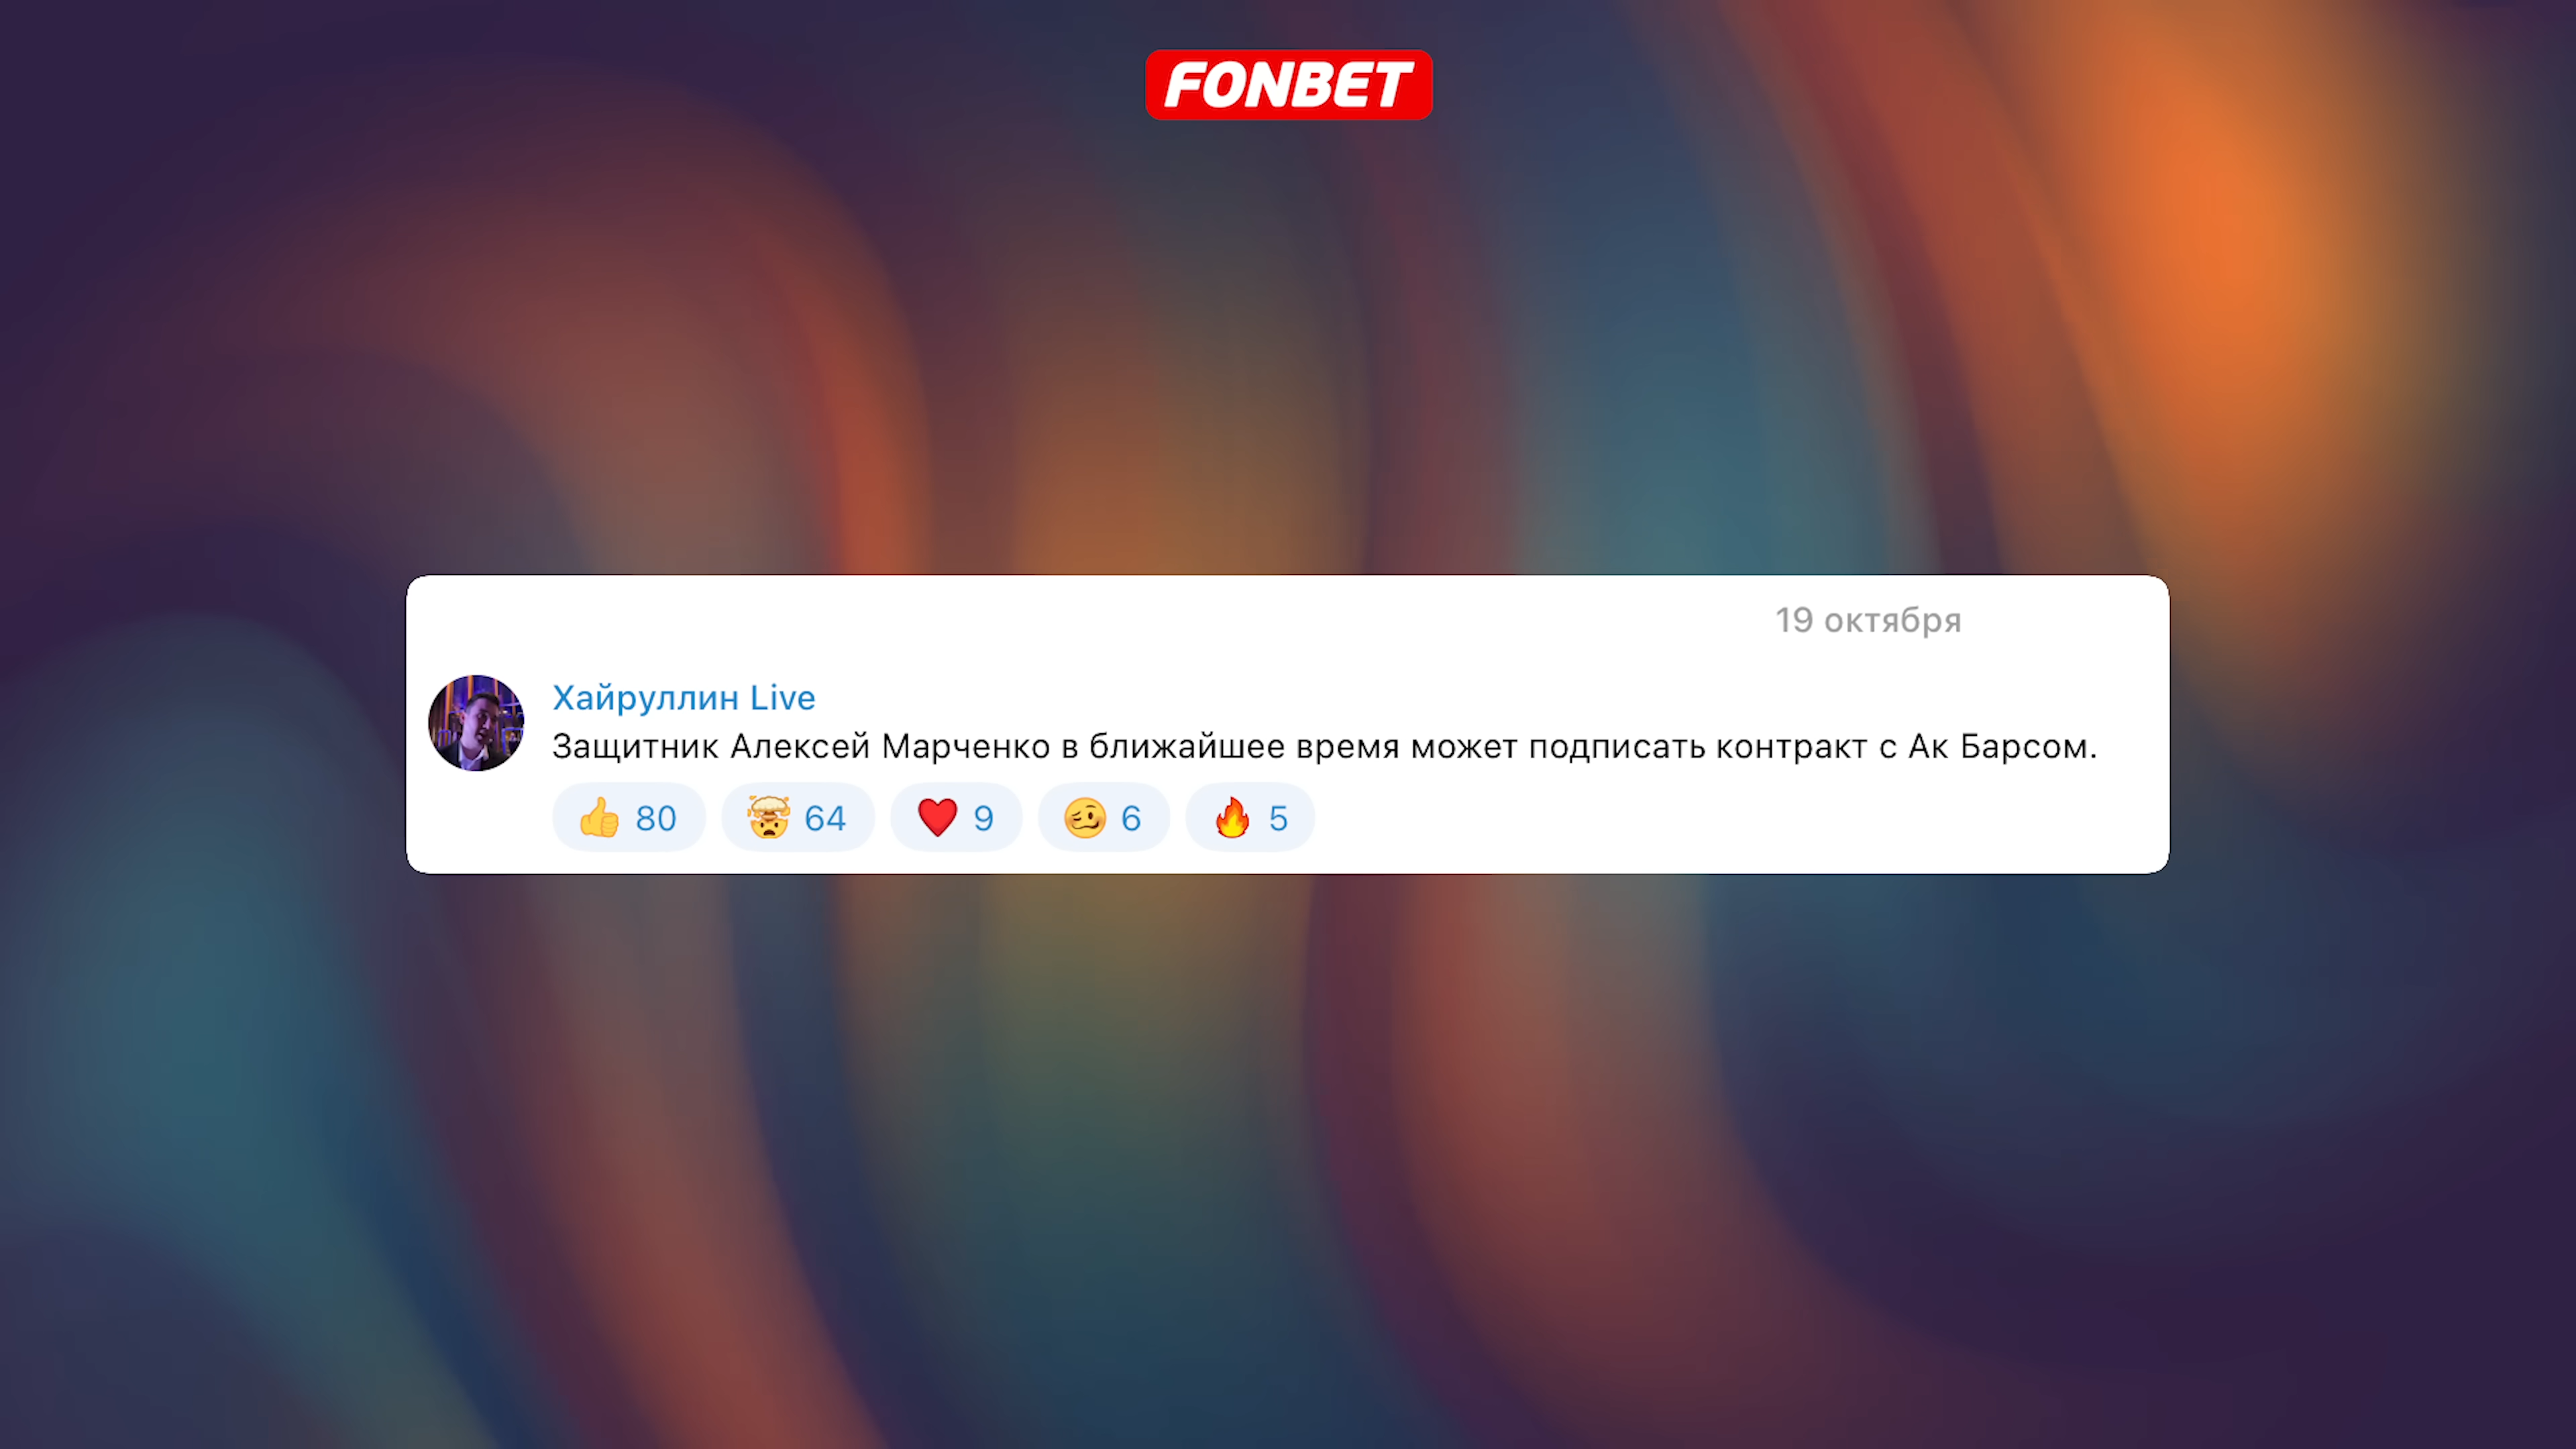 FONBET
19 октября
Хайруллин Live
Защитник Алексей Марченко в ближайшее время может подписать контракт с Ак Барсом.
👍 80 🤯 64 ❤️ 9 🥴 6 🔥 5